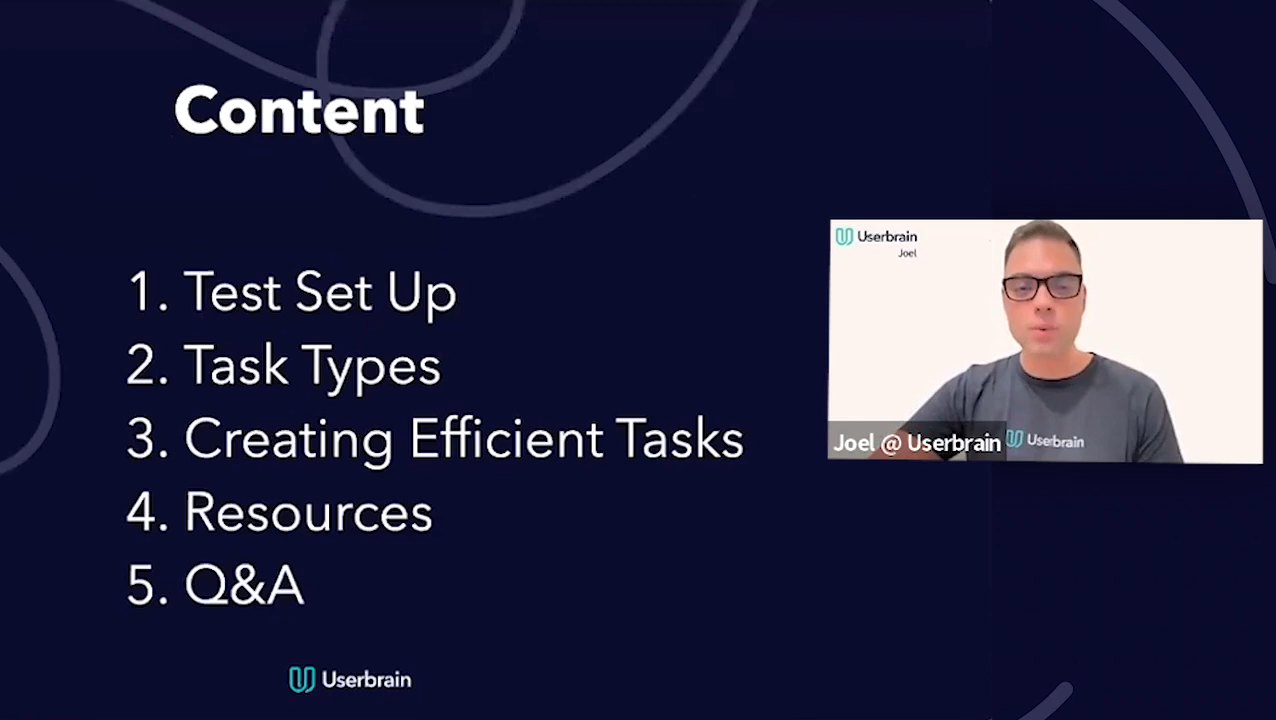 Content
1. Test Set Up
2. Task Types
3. Creating Efficient Tasks
4. Resources
5. Q&A
Userbrain
Userbrain
Joel
Joel @ Userbrain
Userbrain